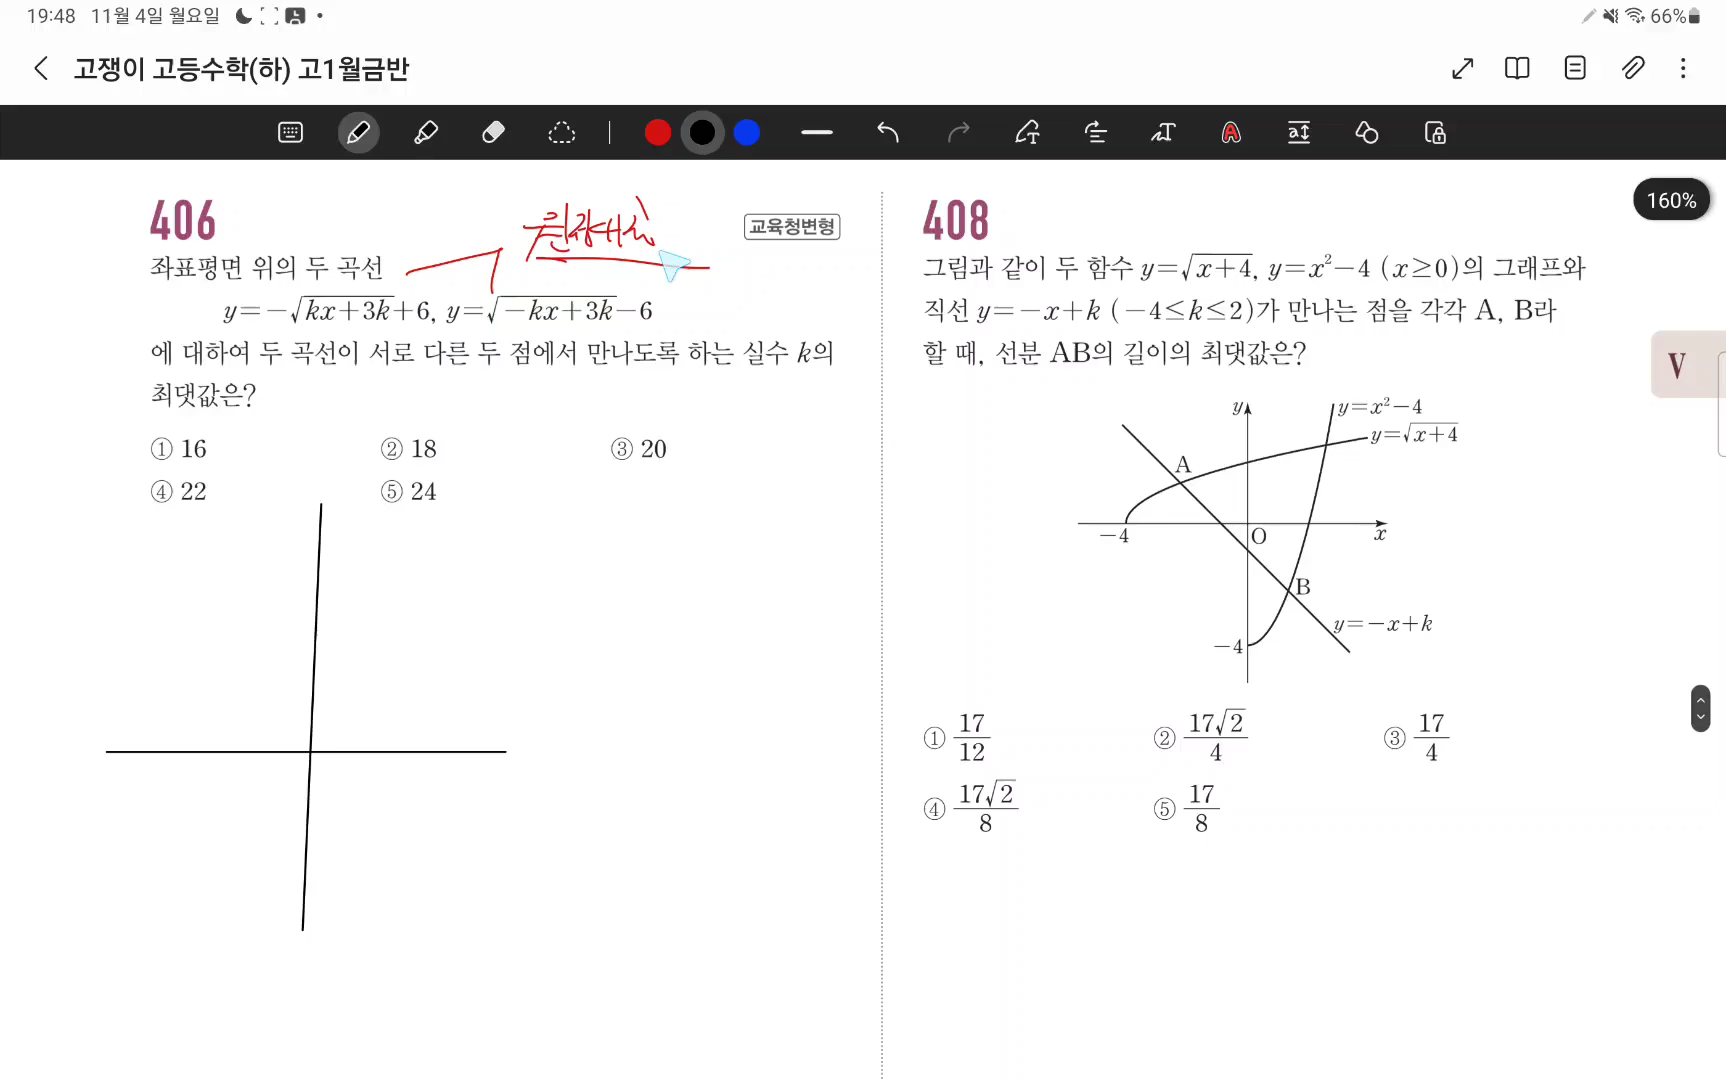 19:48 11월 4일 월요일
66%
고쟁이 고등수학(하) 고1월금반
160%
406
원점대칭
교육청변형
좌표평면 위의 두 곡선
y=−√(kx+3k)+6, y=√(−kx+3k)−6
에 대하여 두 곡선이 서로 다른 두 점에서 만나도록 하는 실수 k의
최댓값은?
① 16 ② 18 ③ 20
④ 22 ⑤ 24
408
그림과 같이 두 함수 y=√(x+4), y=x²−4 (x≥0)의 그래프와
직선 y=−x+k (−4≤k≤2)가 만나는 점을 각각 A, B라
할 때, 선분 AB의 길이의 최댓값은?
y
y=x²−4
y=√(x+4)
A
−4
O
x
B
y=−x+k
−4
① 17/12 ② 17√2/4 ③ 17/4
④ 17√2/8 ⑤ 17/8
V